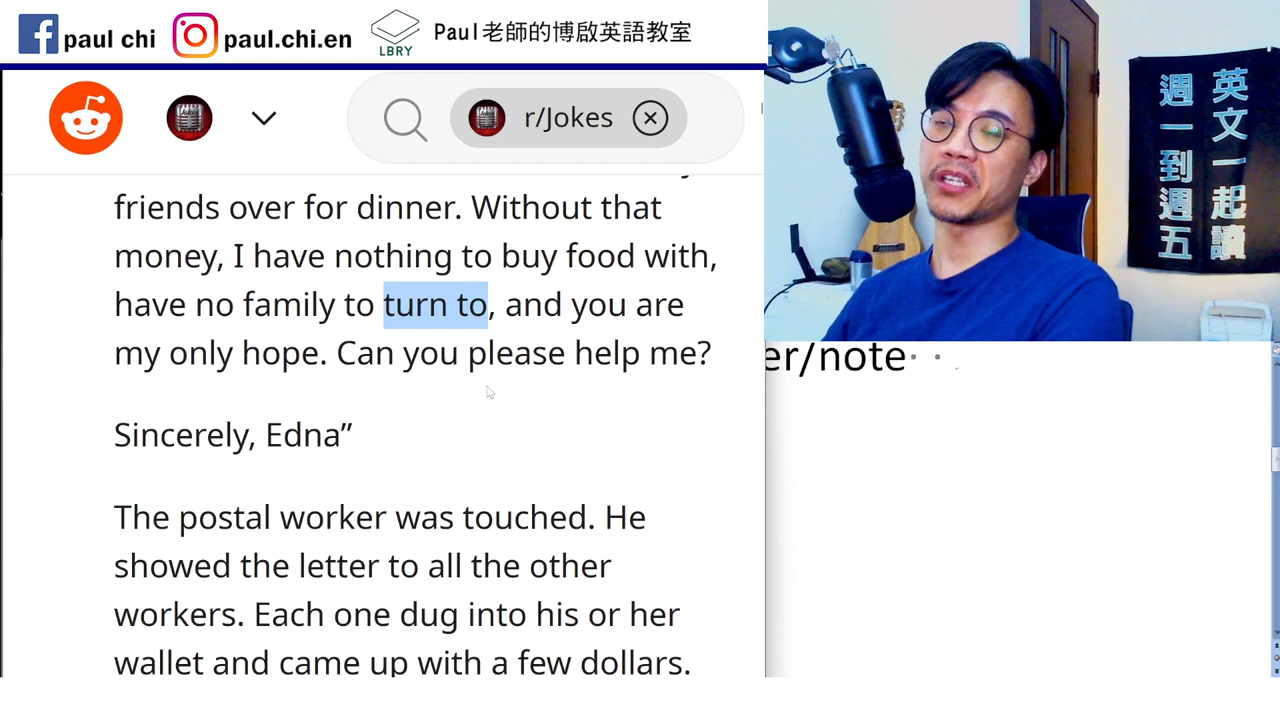 paul chi
paul.chi.en
LBRY
Paul老師的博啟英語教室
r/Jokes
friends over for dinner. Without that
money, I have nothing to buy food with,
have no family to turn to, and you are
my only hope. Can you please help me?
Sincerely, Edna”
The postal worker was touched. He
showed the letter to all the other
workers. Each one dug into his or her
wallet and came up with a few dollars.
英文一起讀
週一到週五
er/note